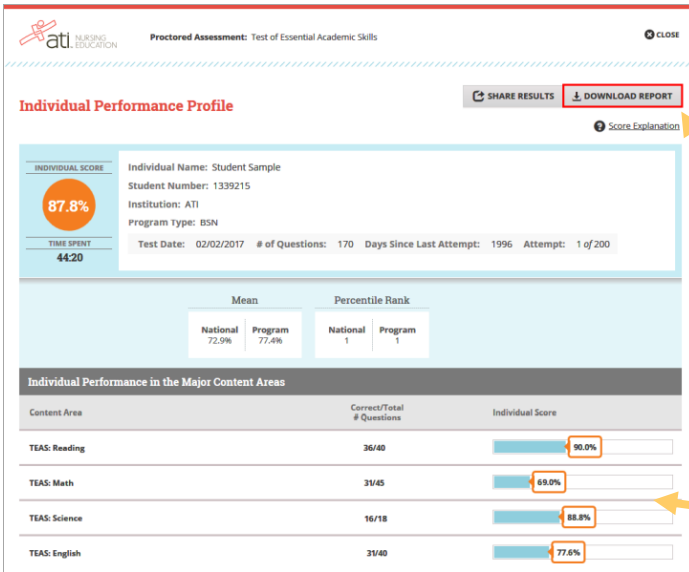 ati NURSING EDUCATION
Proctored Assessment: Test of Essential Academic Skills
CLOSE
Individual Performance Profile
SHARE RESULTS
DOWNLOAD REPORT
? Score Explanation
INDIVIDUAL SCORE
87.8%
TIME SPENT
44:20
Individual Name: Student Sample
Student Number: 1339215
Institution: ATI
Program Type: BSN
Test Date: 02/02/2017 # of Questions: 170 Days Since Last Attempt: 1996 Attempt: 1 of 200
Mean Percentile Rank
National Program National Program
72.9% 77.4% 1 1
Individual Performance in the Major Content Areas
Content Area Correct/Total # Questions Individual Score
TEAS: Reading 36/40 90.0%
TEAS: Math 31/45 69.0%
TEAS: Science 16/18 88.8%
TEAS: English 31/40 77.6%